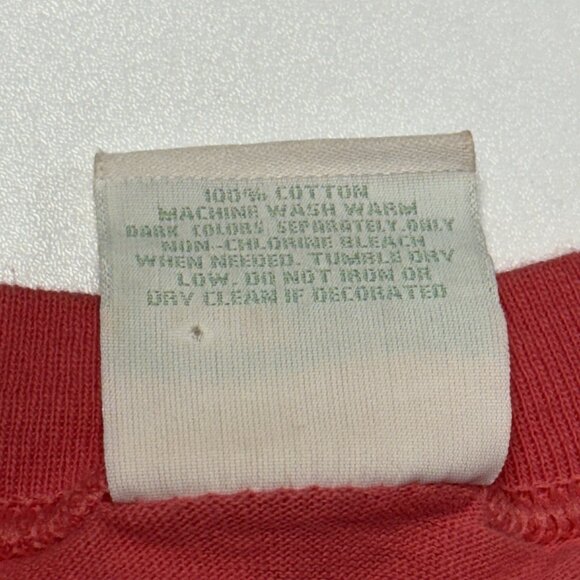 100% COTTON
MACHINE WASH WARM
DARK COLORS SEPARATELY.ONLY
NON-CHLORINE BLEACH
WHEN NEEDED. TUMBLE DRY
LOW. DO NOT IRON OR
DRY CLEAN IF DECORATED